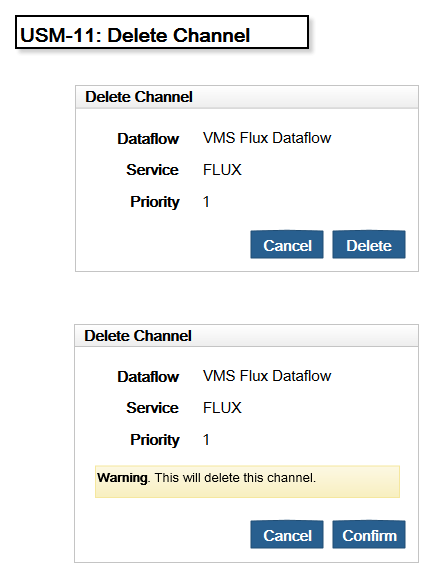 USM-11: Delete Channel
Delete Channel
Dataflow VMS Flux Dataflow
Service FLUX
Priority 1
Cancel Delete
Delete Channel
Dataflow VMS Flux Dataflow
Service FLUX
Priority 1
Warning. This will delete this channel.
Cancel Confirm